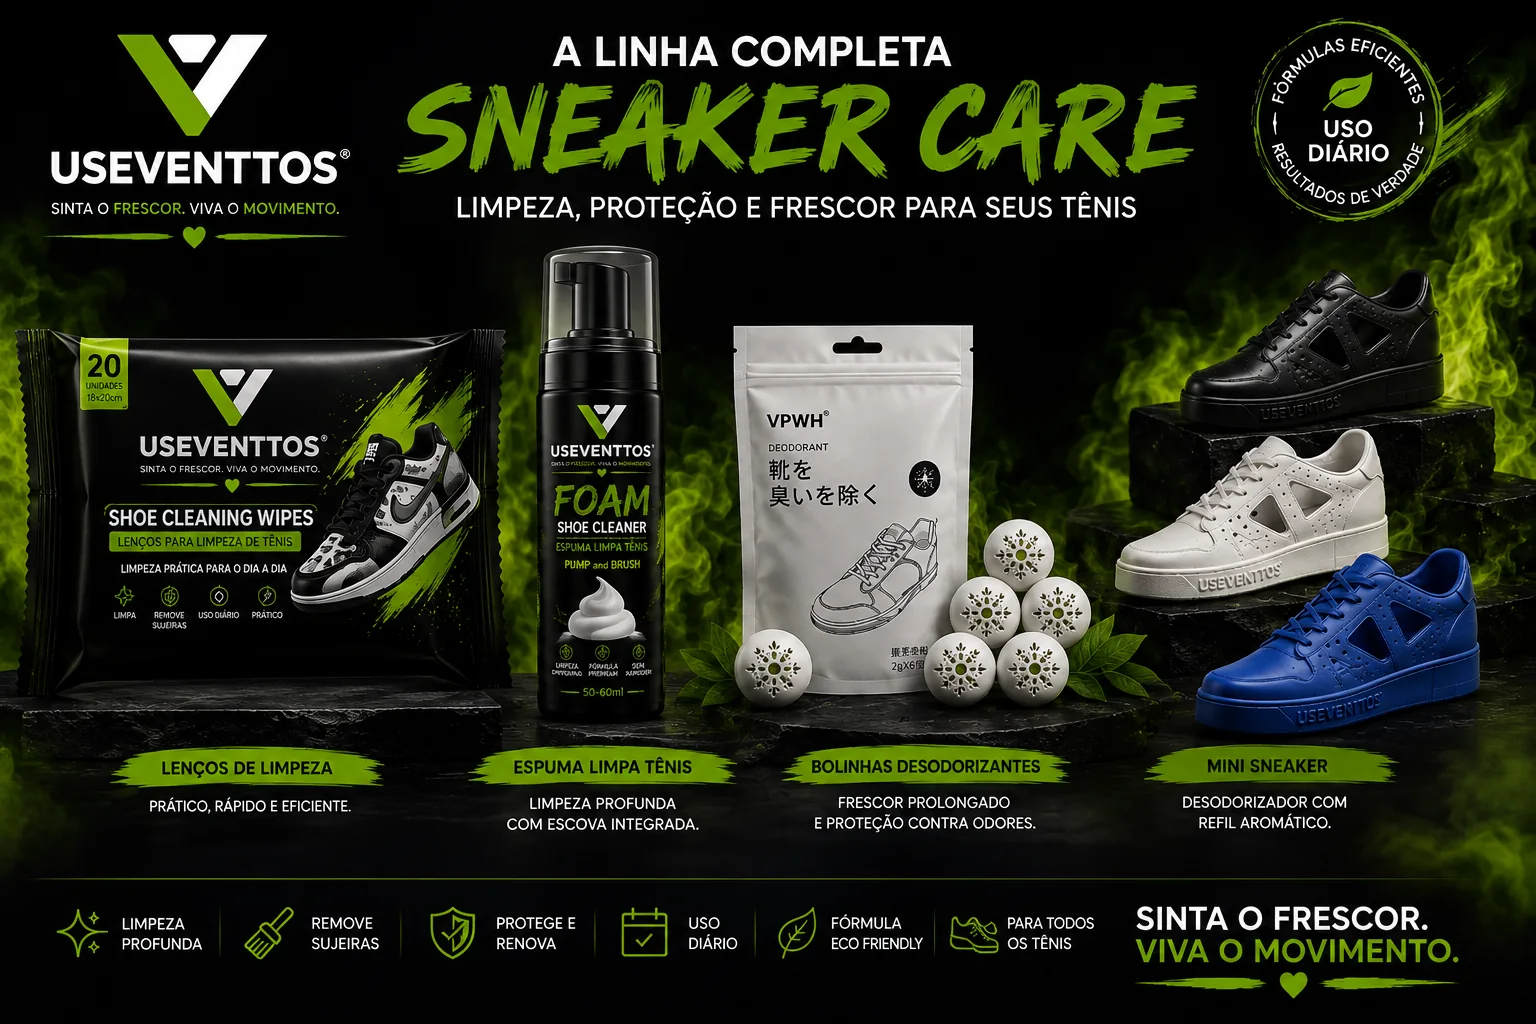 USEVENTTOS®
SINTA O FRESCOR. VIVA O MOVIMENTO.
A LINHA COMPLETA
SNEAKER CARE
LIMPEZA, PROTEÇÃO E FRESCOR PARA SEUS TÊNIS
FÓRMULAS EFICIENTES
USO
DIÁRIO
RESULTADOS DE VERDADE
20
UNIDADES
18x20cm
USEVENTTOS®
SINTA O FRESCOR. VIVA O MOVIMENTO.
SHOE CLEANING WIPES
LENÇOS PARA LIMPEZA DE TÊNIS
LIMPEZA PRÁTICA PARA O DIA A DIA
LIMPA
REMOVE
SUJEIRAS
USO DIÁRIO
PRÁTICO
USEVENTTOS®
FOAM
SHOE CLEANER
ESPUMA LIMPA TÊNIS
PUMP and BRUSH
50-60ml
VPWH®
DEODORANT
靴を
臭いを除く
2gX6
USEVENTTOS
USEVENTTOS
USEVENTTOS
LENÇOS DE LIMPEZA
PRÁTICO, RÁPIDO E EFICIENTE.
ESPUMA LIMPA TÊNIS
LIMPEZA PROFUNDA
COM ESCOVA INTEGRADA.
BOLINHAS DESODORIZANTES
FRESCOR PROLONGADO
E PROTEÇÃO CONTRA ODORES.
MINI SNEAKER
DESODORIZADOR COM
REFIL AROMÁTICO.
LIMPEZA
PROFUNDA
REMOVE
SUJEIRAS
PROTEGE E
RENOVA
USO
DIÁRIO
FÓRMULA
ECO FRIENDLY
PARA TODOS
OS TÊNIS
SINTA O FRESCOR.
VIVA O MOVIMENTO.